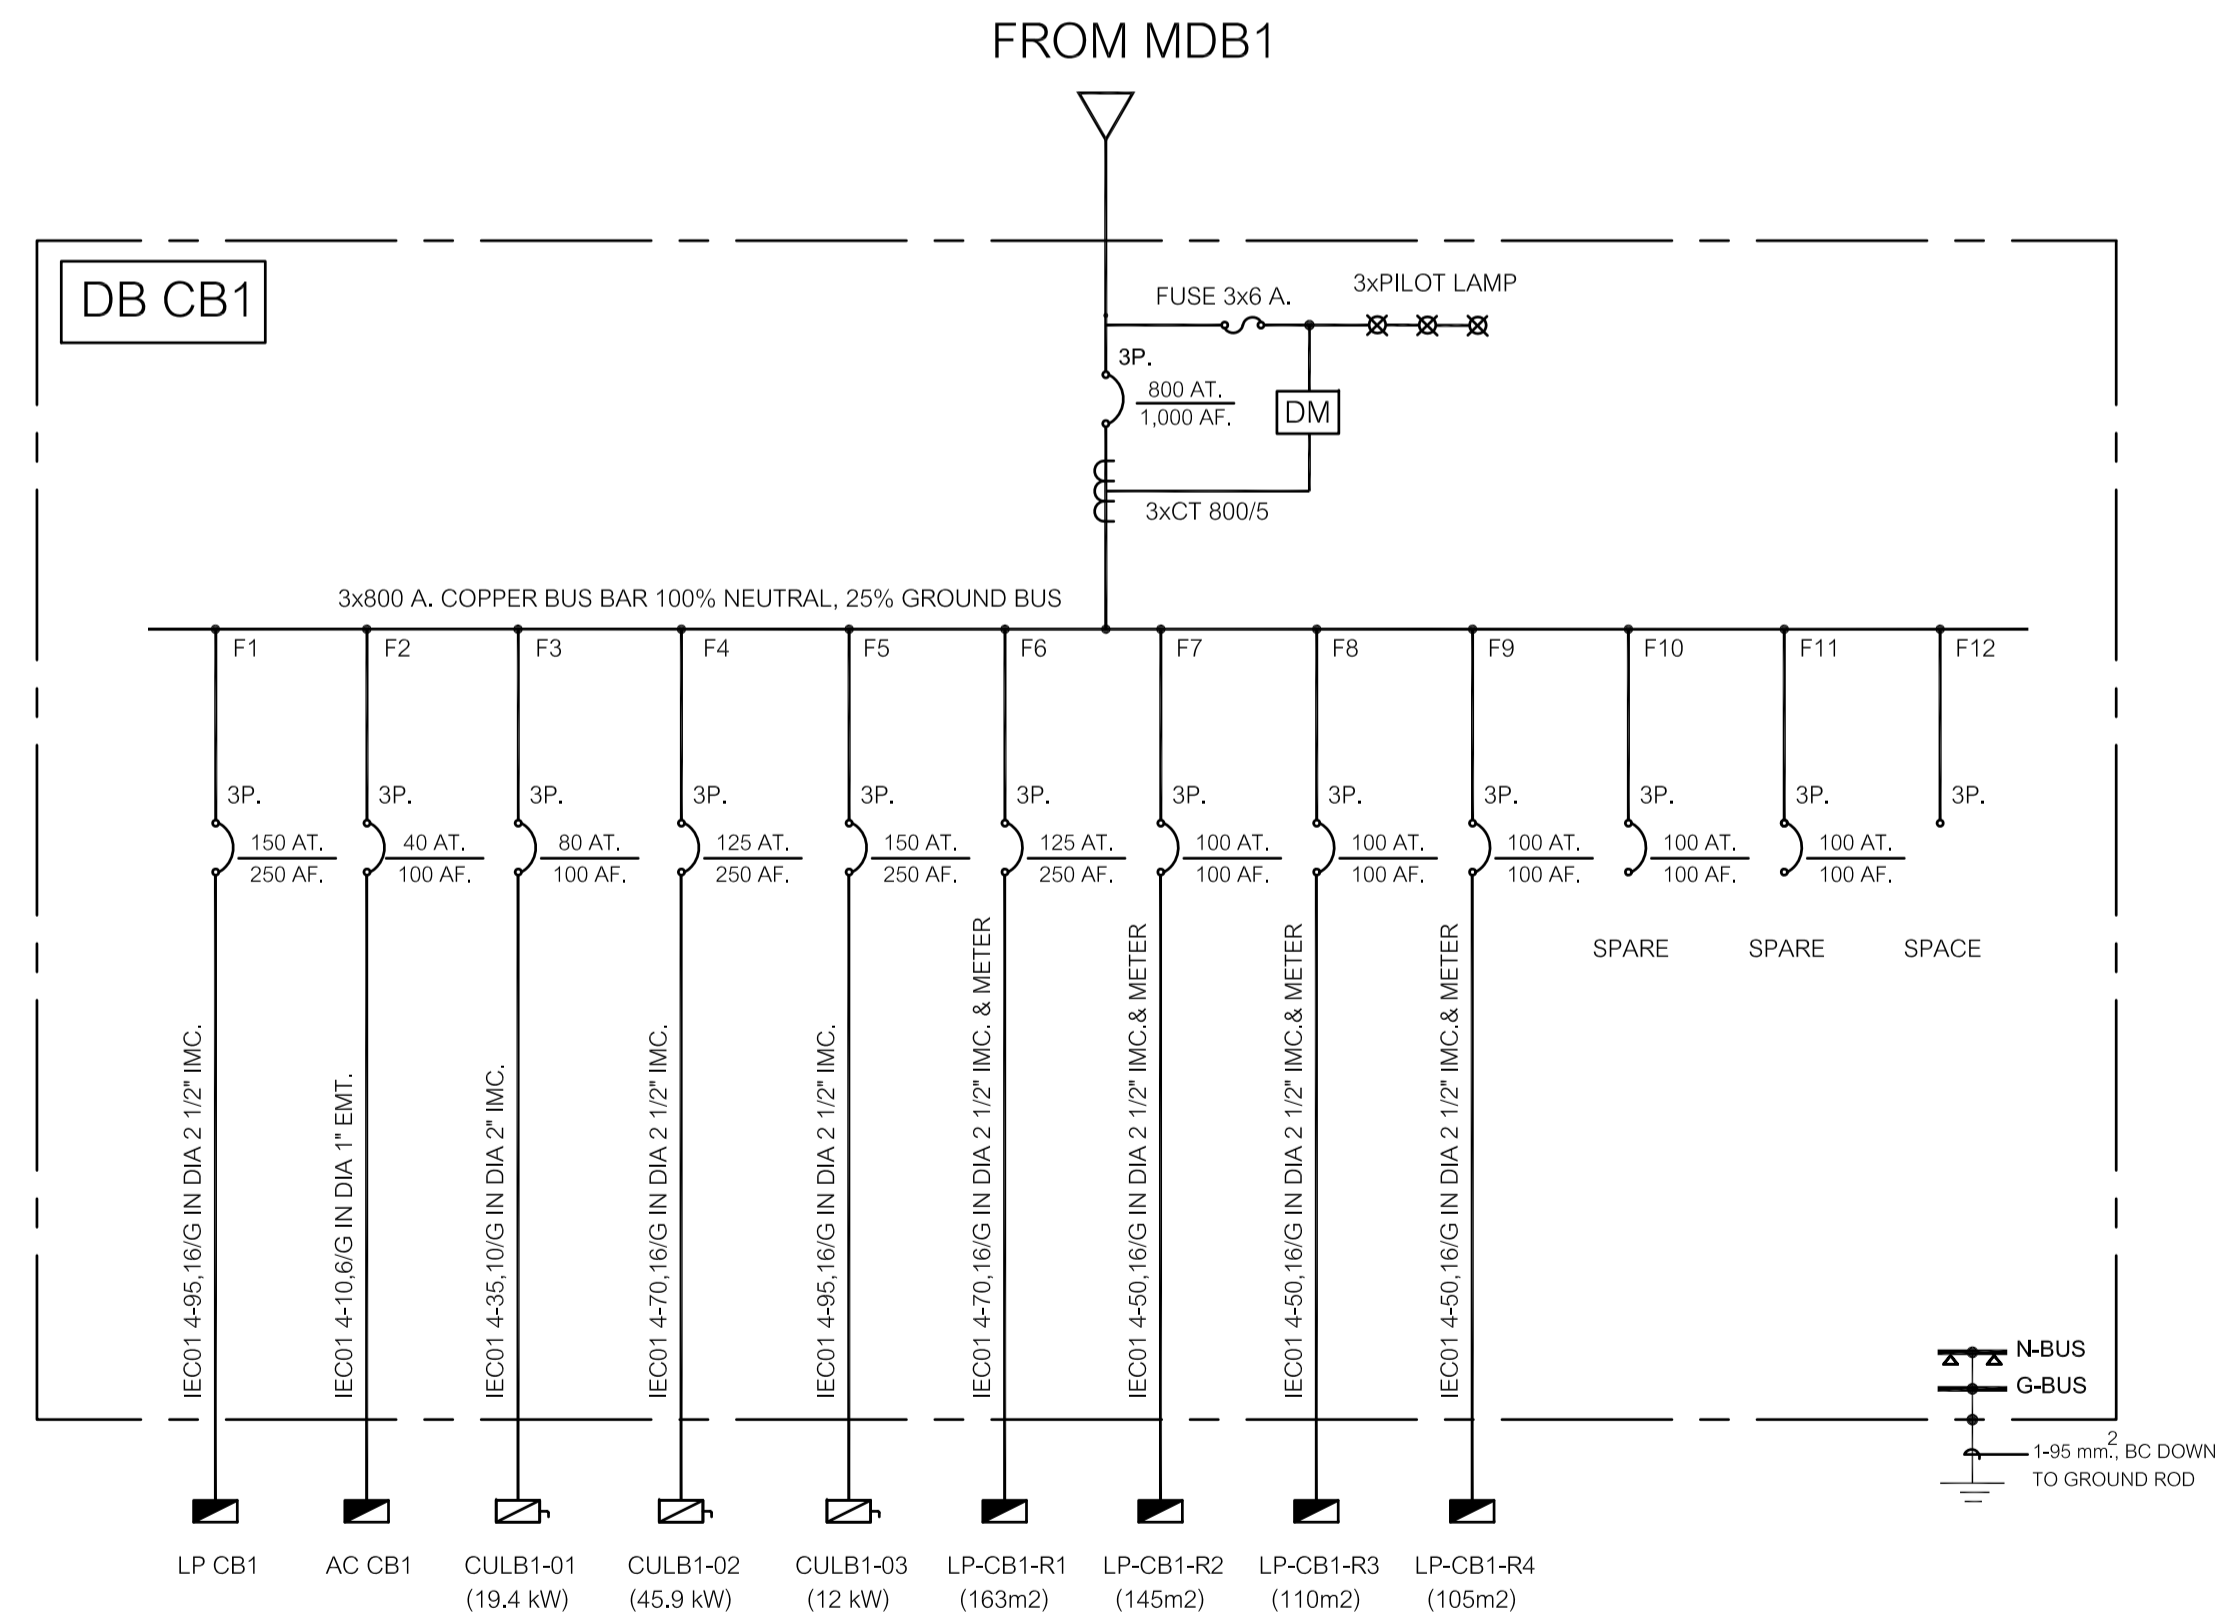 FROM MDB1
DB CB1
FUSE 3x6 A.
3xPILOT LAMP
3P.
800 AT.
1,000 AF.
DM
3xCT 800/5
3x800 A. COPPER BUS BAR 100% NEUTRAL, 25% GROUND BUS
F1 F2 F3 F4 F5 F6 F7 F8 F9 F10 F11 F12
3P. 3P. 3P. 3P. 3P. 3P. 3P. 3P. 3P. 3P. 3P. 3P.
150 AT. 40 AT. 80 AT. 125 AT. 150 AT. 125 AT. 100 AT. 100 AT. 100 AT. 100 AT. 100 AT.
250 AF. 100 AF. 100 AF. 250 AF. 250 AF. 250 AF. 100 AF. 100 AF. 100 AF. 100 AF. 100 AF.
SPARE SPARE SPACE
IEC01 4-95,16/G IN DIA 2 1/2" IMC.
IEC01 4-10,6/G IN DIA 1" EMT.
IEC01 4-35,10/G IN DIA 2" IMC.
IEC01 4-70,16/G IN DIA 2 1/2" IMC.
IEC01 4-95,16/G IN DIA 2 1/2" IMC.
IEC01 4-70,16/G IN DIA 2 1/2" IMC. & METER
IEC01 4-50,16/G IN DIA 2 1/2" IMC.& METER
IEC01 4-50,16/G IN DIA 2 1/2" IMC.& METER
IEC01 4-50,16/G IN DIA 2 1/2" IMC.& METER
N-BUS
G-BUS
1-95 mm.², BC DOWN
TO GROUND ROD
LP CB1 AC CB1 CULB1-01 CULB1-02 CULB1-03 LP-CB1-R1 LP-CB1-R2 LP-CB1-R3 LP-CB1-R4
(19.4 kW) (45.9 kW) (12 kW) (163m2) (145m2) (110m2) (105m2)